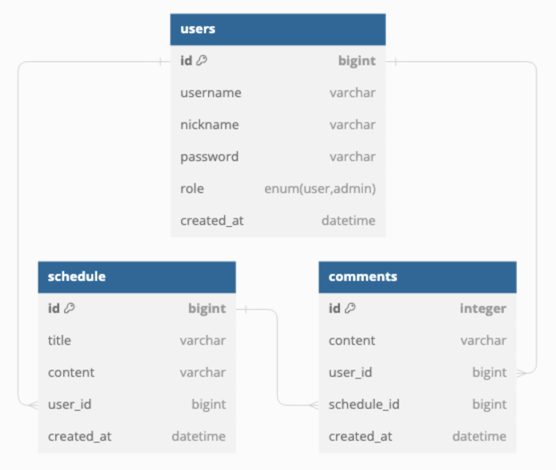 users
id bigint
username varchar
nickname varchar
password varchar
role enum(user,admin)
created_at datetime
schedule
id bigint
title varchar
content varchar
user_id bigint
created_at datetime
comments
id integer
content varchar
user_id bigint
schedule_id bigint
created_at datetime